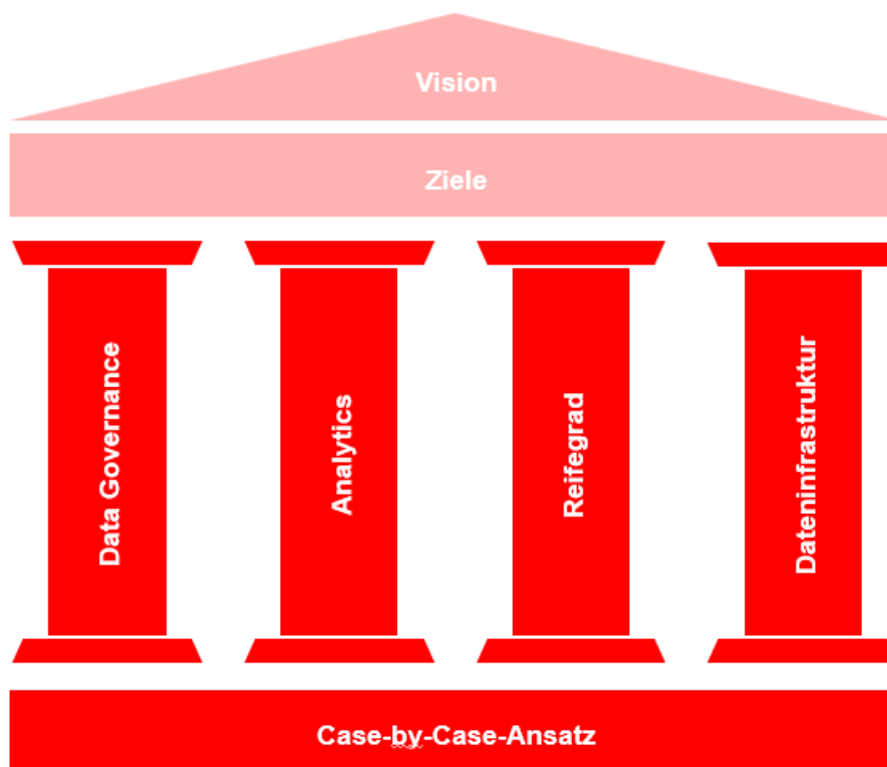 Vision
Ziele
Data Governance
Analytics
Reifegrad
Dateninfrastruktur
Case-by-Case-Ansatz